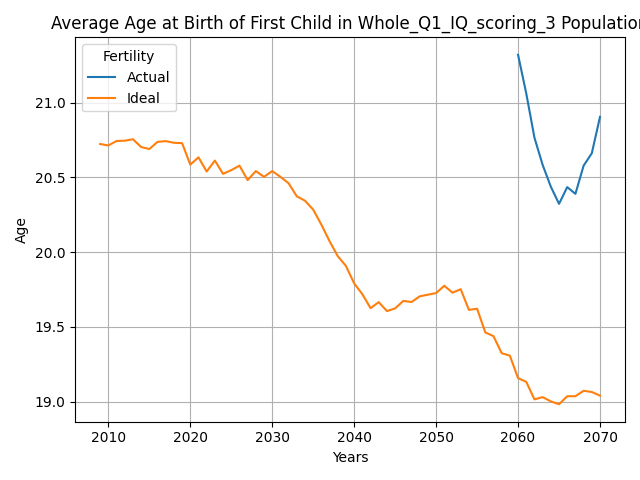 Average Age at Birth of First Child in Whole_Q1_IQ_scoring_3 Population
Fertility
Actual
Ideal
21.0
20.5
20.0
19.5
19.0
Age
2010 2020 2030 2040 2050 2060 2070
Years